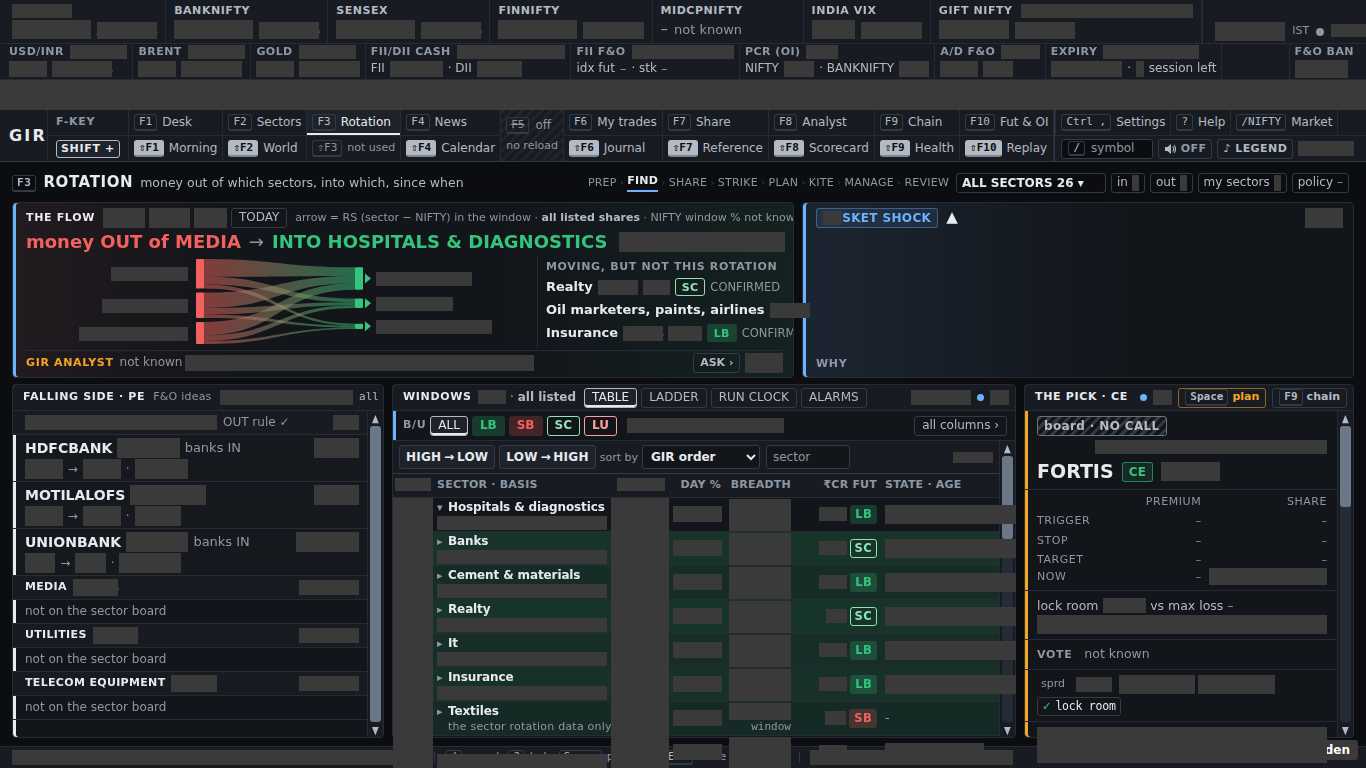 BANKNIFTY SENSEX FINNIFTY MIDCPNIFTY INDIA VIX GIFT NIFTY
– not known IST
USD/INR BRENT GOLD FII/DII CASH FII F&O PCR (OI) A/D F&O EXPIRY F&O BAN
FII · DII idx fut – · stk – NIFTY · BANKNIFTY · session left
GIR F-KEY F1 Desk F2 Sectors F3 Rotation F4 News F5 off F6 My trades F7 Share F8 Analyst F9 Chain F10 Fut & OI Ctrl , Settings ? Help /NIFTY Market
SHIFT + ⇧F1 Morning ⇧F2 World ⇧F3 not used ⇧F4 Calendar no reload ⇧F6 Journal ⇧F7 Reference ⇧F8 Scorecard ⇧F9 Health ⇧F10 Replay / symbol OFF ♪ LEGEND
F3 ROTATION money out of which sectors, into which, since when PREP › FIND › SHARE › STRIKE › PLAN › KITE › MANAGE › REVIEW ALL SECTORS 26 ▾ in out my sectors policy –
THE FLOW TODAY arrow = RS (sector − NIFTY) in the window · all listed shares · NIFTY window % not know
money OUT of MEDIA → INTO HOSPITALS & DIAGNOSTICS
MOVING, BUT NOT THIS ROTATION
Realty SC CONFIRMED
Oil marketers, paints, airlines
Insurance LB CONFIRM
GIR ANALYST not known ASK ›
SKET SHOCK ▲
WHY
FALLING SIDE · PE F&O ideas all
OUT rule ✓
HDFCBANK banks IN
→ ·
MOTILALOFS
→ ·
UNIONBANK banks IN
→ ·
MEDIA
not on the sector board
UTILITIES
not on the sector board
TELECOM EQUIPMENT
not on the sector board
WINDOWS · all listed TABLE LADDER RUN CLOCK ALARMS
B/U ALL LB SB SC LU all columns ›
HIGH → LOW LOW → HIGH sort by GIR order sector
SECTOR · BASIS DAY % BREADTH ₹CR FUT STATE · AGE
▾ Hospitals & diagnostics LB
▸ Banks SC
▸ Cement & materials LB
▸ Realty SC
▸ It LB
▸ Insurance LB
▸ Textiles SB -
the sector rotation data only window
THE PICK · CE Space plan F9 chain
board · NO CALL
FORTIS CE
PREMIUM SHARE
TRIGGER – –
STOP – –
TARGET – –
NOW –
lock room vs max loss –
VOTE not known
sprd
✓ lock room
den